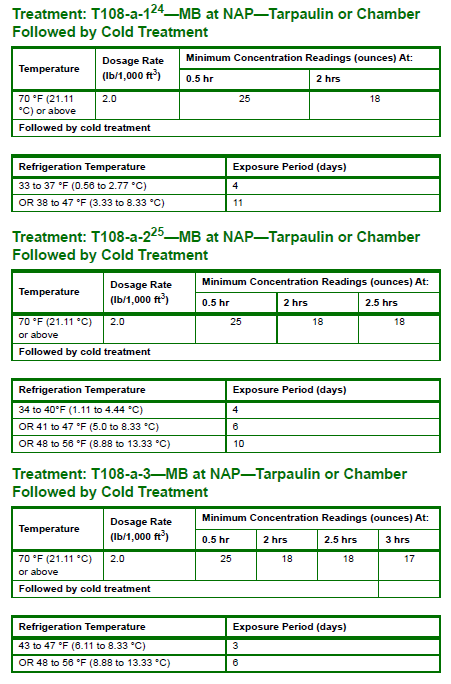 Treatment: T108-a-1²⁴—MB at NAP—Tarpaulin or Chamber
Followed by Cold Treatment
Temperature
Dosage Rate
(lb/1,000 ft³)
Minimum Concentration Readings (ounces) At:
0.5 hr
2 hrs
70 °F (21.11
°C) or above
2.0
25
18
Followed by cold treatment
Refrigeration Temperature
Exposure Period (days)
33 to 37 °F (0.56 to 2.77 °C)
4
OR 38 to 47 °F (3.33 to 8.33 °C)
11
Treatment: T108-a-2²⁵—MB at NAP—Tarpaulin or Chamber
Followed by Cold Treatment
Temperature
Dosage Rate
(lb/1,000 ft³)
Minimum Concentration Readings (ounces) At:
0.5 hr
2 hrs
2.5 hrs
70 °F (21.11 °C)
or above
2.0
25
18
18
Followed by cold treatment
Refrigeration Temperature
Exposure Period (days)
34 to 40°F (1.11 to 4.44 °C)
4
OR 41 to 47 °F (5.0 to 8.33 °C)
6
OR 48 to 56 °F (8.88 to 13.33 °C)
10
Treatment: T108-a-3—MB at NAP—Tarpaulin or Chamber
Followed by Cold Treatment
Temperature
Dosage Rate
(lb/1,000 ft³)
Minimum Concentration Readings (ounces) At:
0.5 hr
2 hrs
2.5 hrs
3 hrs
70 °F (21.11 °C)
or above
2.0
25
18
18
17
Followed by cold treatment
Refrigeration Temperature
Exposure Period (days)
43 to 47 °F (6.11 to 8.33 °C)
3
OR 48 to 56 °F (8.88 to 13.33 °C)
6